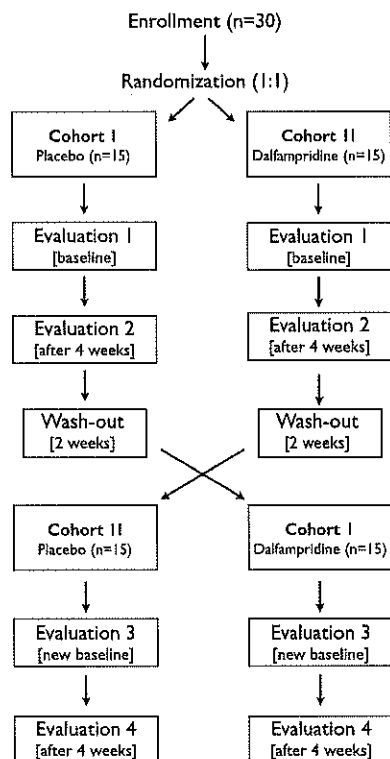 Enrollment (n=30)
Randomization (1:1)
Cohort I
Placebo (n=15)
Cohort II
Dalfampridine (n=15)
Evaluation 1
[baseline]
Evaluation 1
[baseline]
Evaluation 2
[after 4 weeks]
Evaluation 2
[after 4 weeks]
Wash-out
[2 weeks]
Wash-out
[2 weeks]
Cohort II
Placebo (n=15)
Cohort I
Dalfampridine (n=15)
Evaluation 3
[new baseline]
Evaluation 3
[new baseline]
Evaluation 4
[after 4 weeks]
Evaluation 4
[after 4 weeks]